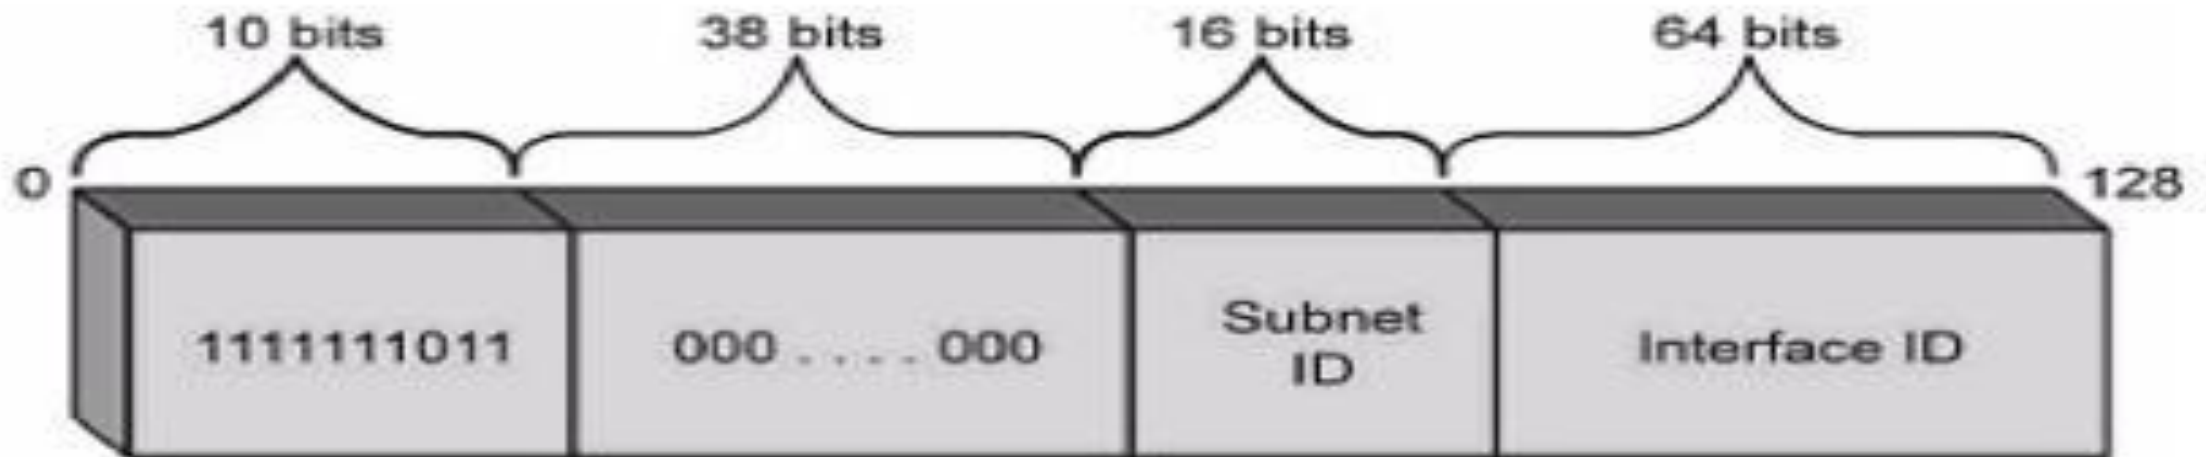 10 bits 38 bits 16 bits 64 bits
0 128
1111111011 000 . . . . 000 Subnet ID Interface ID